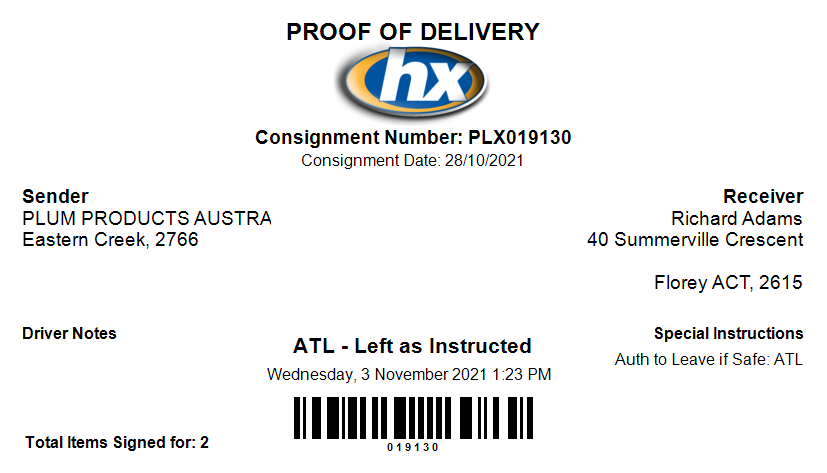 PROOF OF DELIVERY
hx
Consignment Number: PLX019130
Consignment Date: 28/10/2021
Sender
PLUM PRODUCTS AUSTRA
Eastern Creek, 2766
Receiver
Richard Adams
40 Summerville Crescent
Florey ACT, 2615
Driver Notes
ATL - Left as Instructed
Wednesday, 3 November 2021 1:23 PM
Special Instructions
Auth to Leave if Safe: ATL
019130
Total Items Signed for: 2